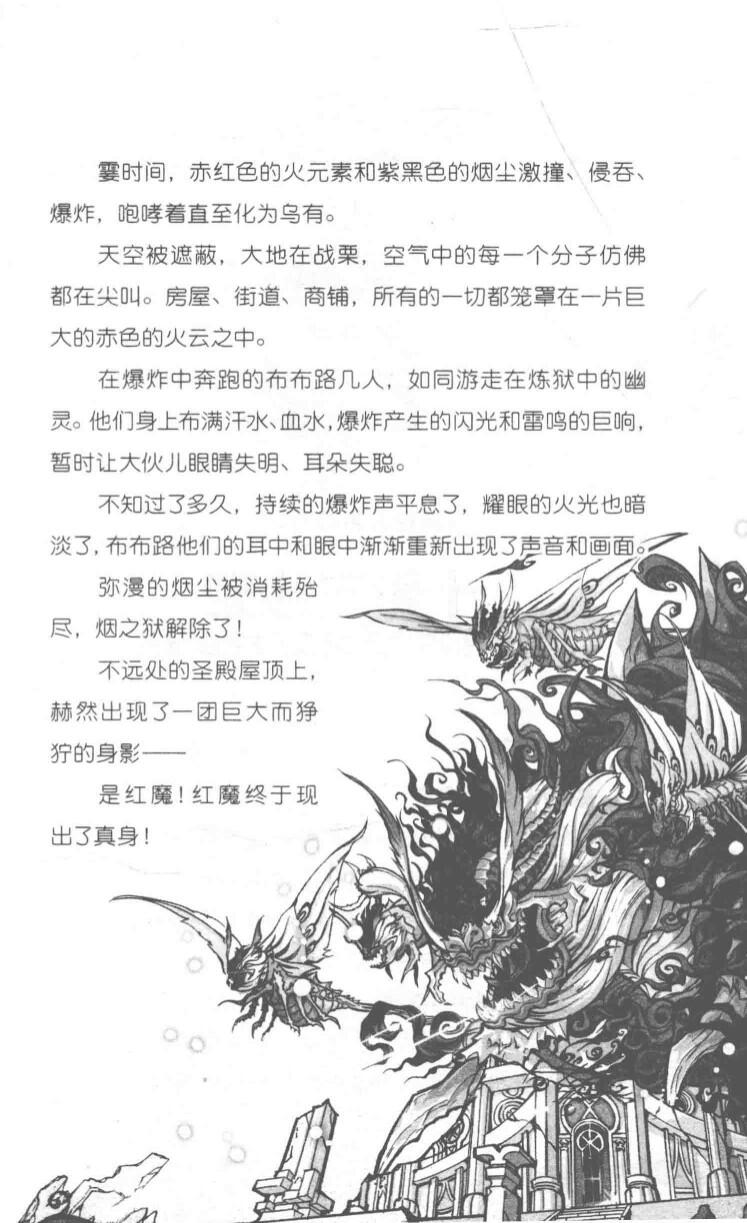 霎时间，赤红色的火元素和紫黑色的烟尘激撞、侵吞、
爆炸，咆哮着直至化为乌有。
天空被遮蔽，大地在战栗，空气中的每一个分子仿佛
都在尖叫。房屋、街道、商铺，所有的一切都笼罩在一片巨
大的赤色的火云之中。
在爆炸中奔跑的布布路几人，如同游走在炼狱中的幽
灵。他们身上布满汗水、血水，爆炸产生的闪光和雷鸣的巨响，
暂时让大伙儿眼睛失明、耳朵失聪。
不知过了多久，持续的爆炸声平息了，耀眼的火光也暗
淡了，布布路他们的耳中和眼中渐渐重新出现了声音和画面。
弥漫的烟尘被消耗殆
尽，烟之狱解除了！
不远处的圣殿屋顶上，
赫然出现了一团巨大而狰
狞的身影——
是红魔！红魔终于现
出了真身！